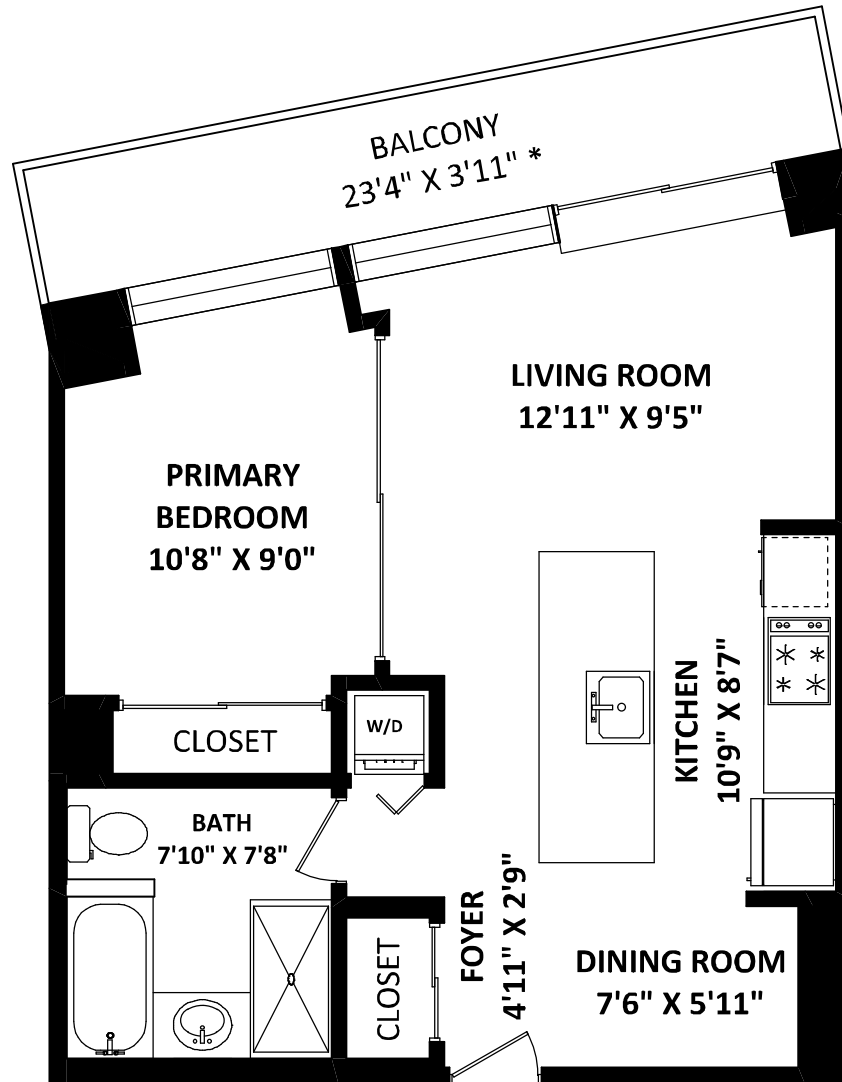 BALCONY
23'4" X 3'11" *
LIVING ROOM
12'11" X 9'5"
PRIMARY
BEDROOM
10'8" X 9'0"
KITCHEN
10'9" X 8'7"
W/D
CLOSET
BATH
7'10" X 7'8"
FOYER
4'11" X 2'9"
CLOSET
DINING ROOM
7'6" X 5'11"